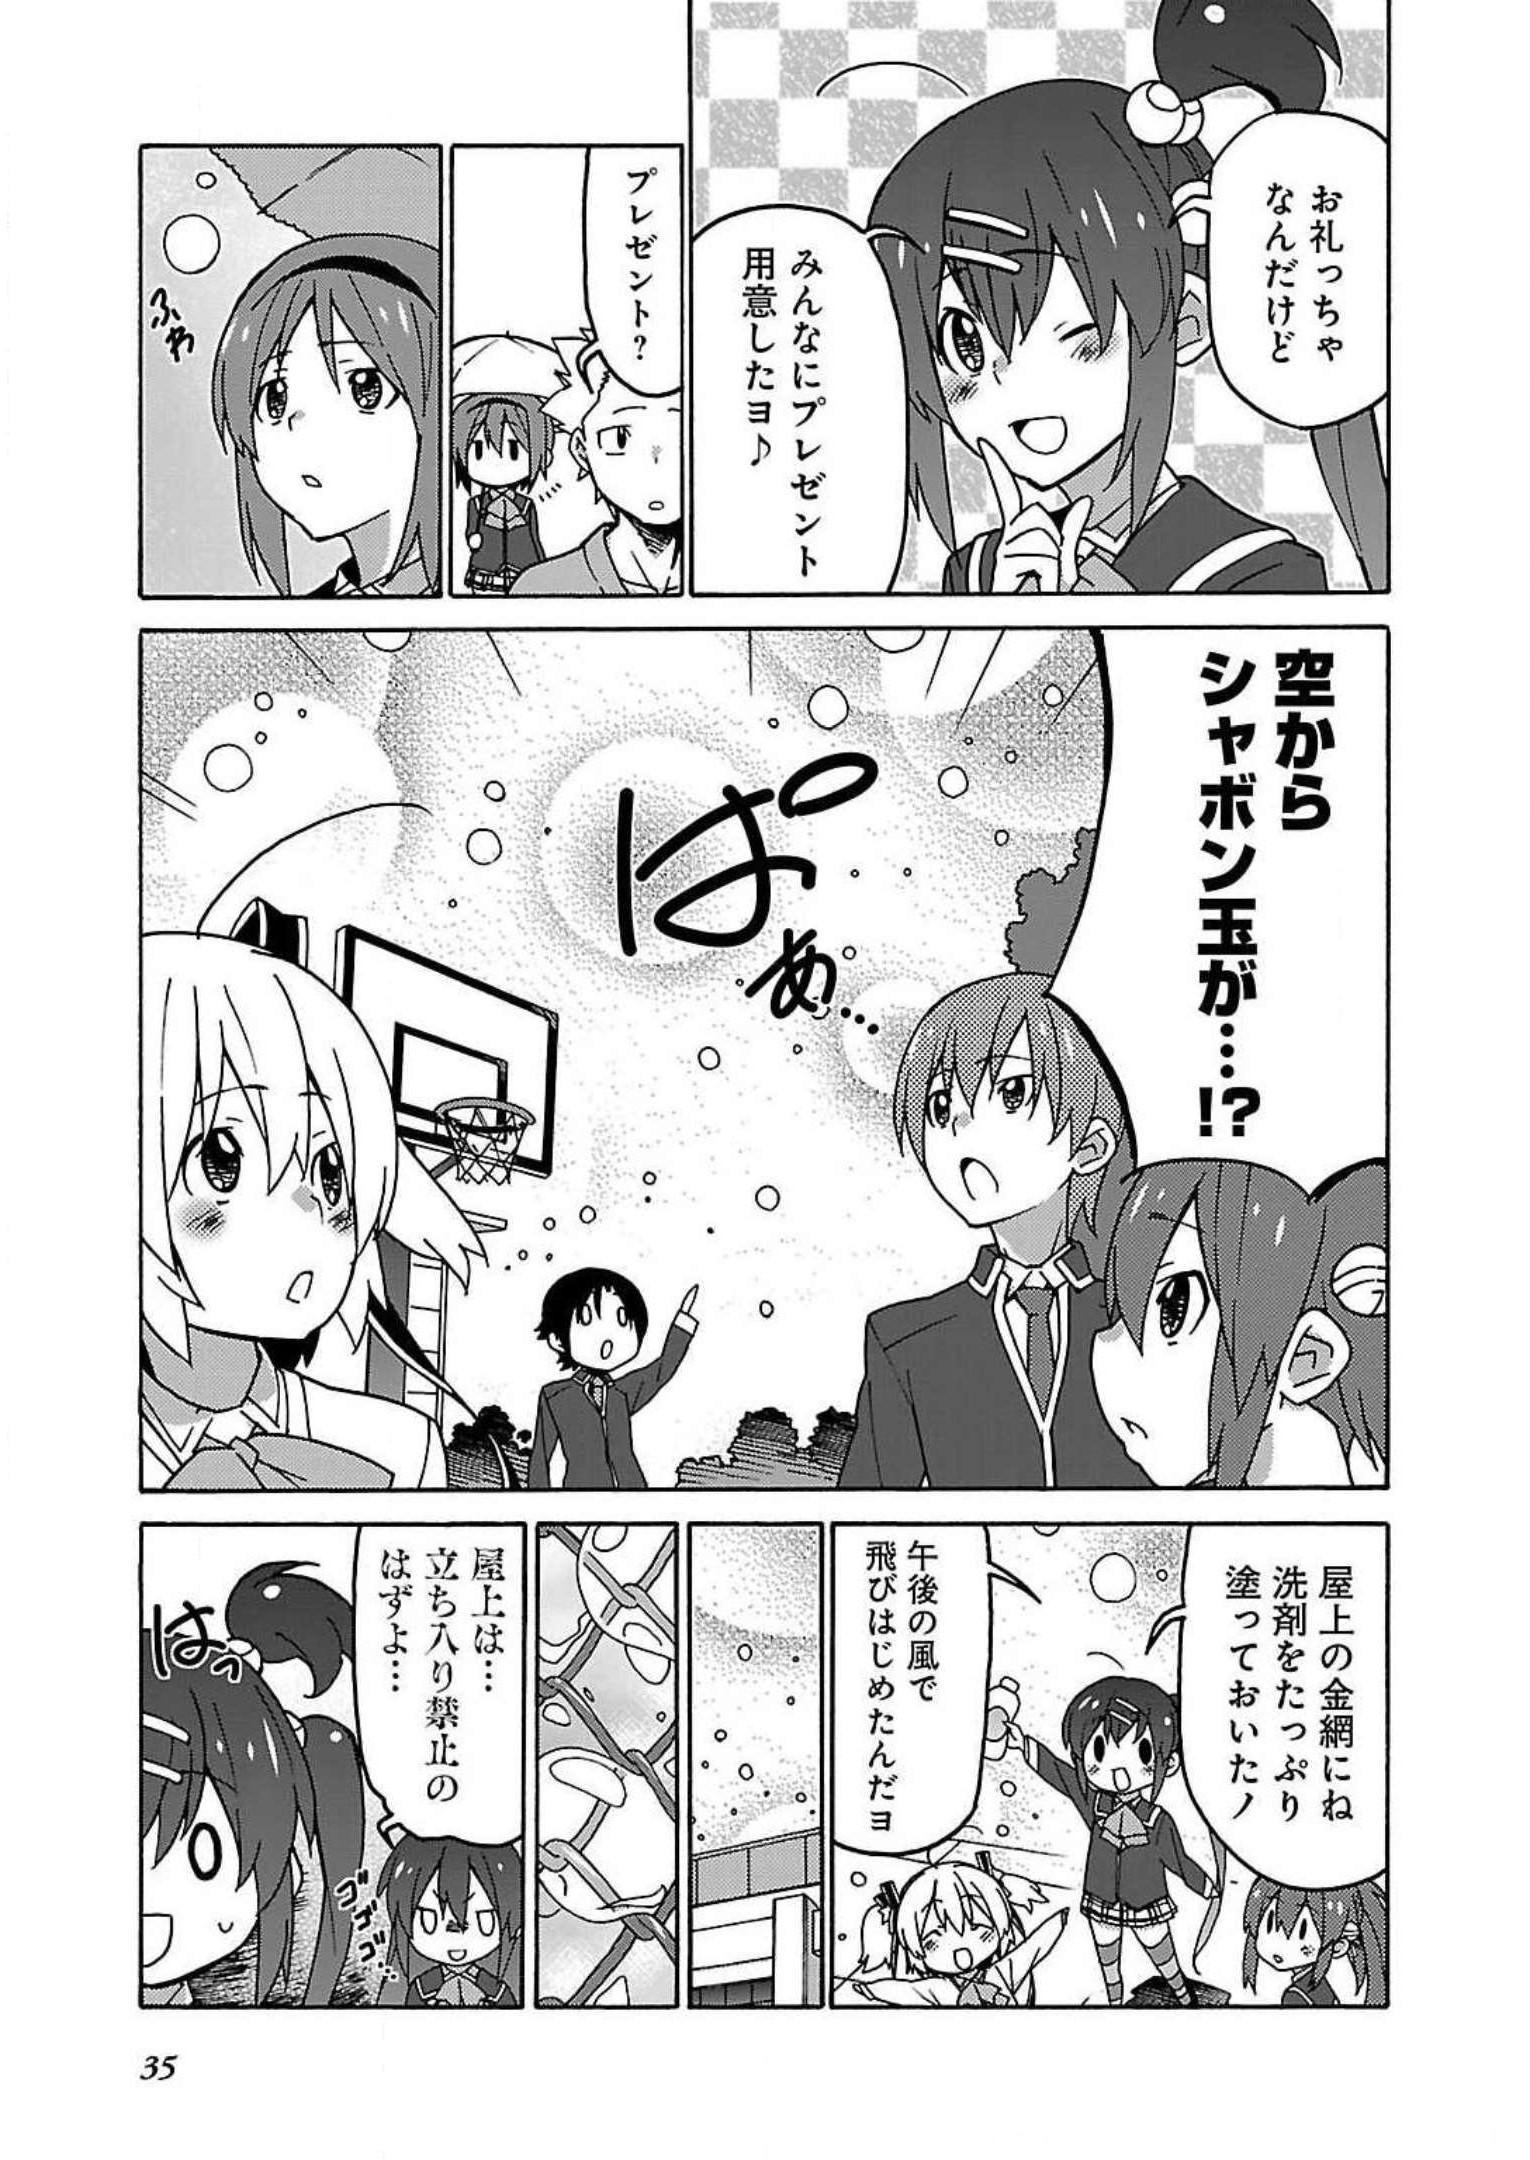 お礼っちゃ
なんだけど
みんなにプレゼント
用意したヨ♪
プレゼント?
ふわ
空から
シャボン玉が…!?
ぱぁ…
屋上の金網にね
洗剤をたっぷり
塗っておいたノ
午後の風で
飛びはじめたんだヨ
屋上は…
立ち入り禁止の
はずよ…
ゴゴゴ…
はっ
35